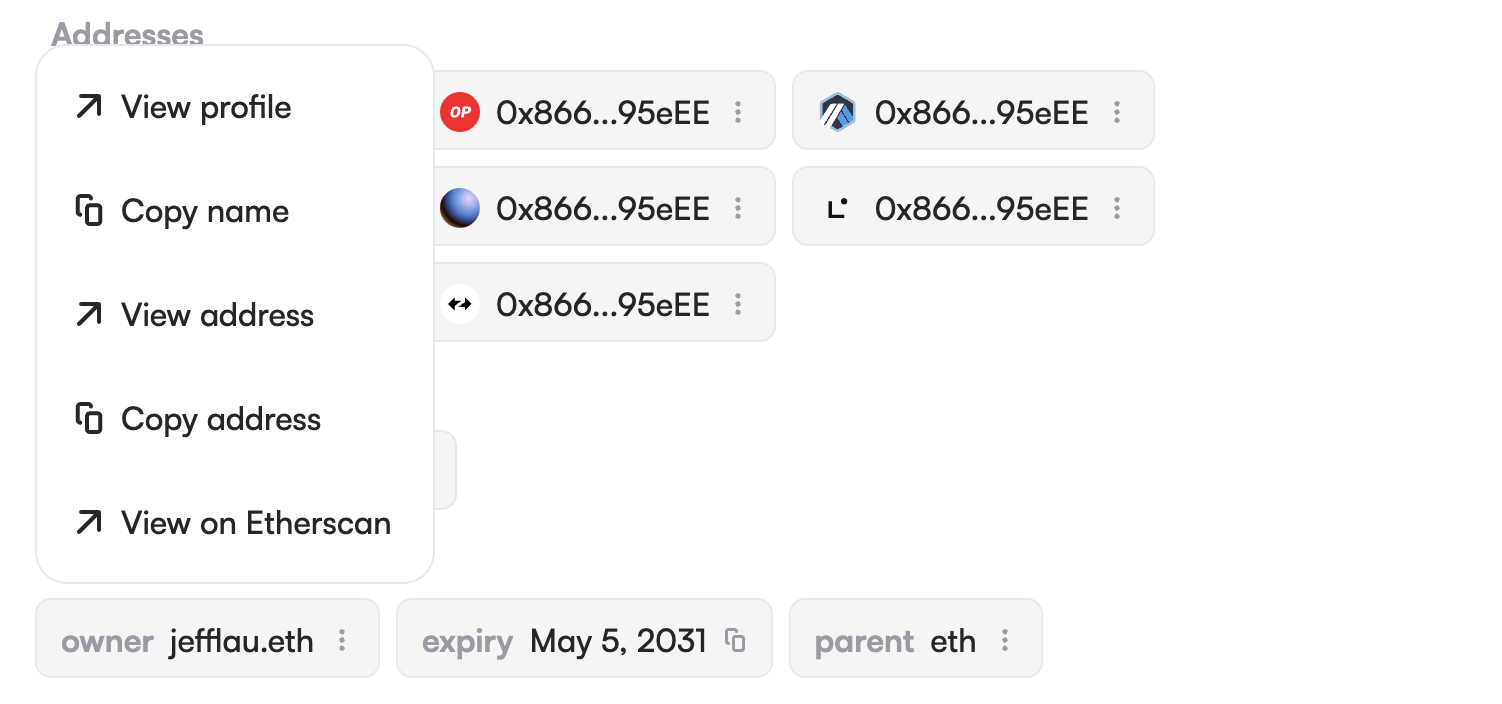 Addresses
View profile
OP 0x866...95eEE
0x866...95eEE
Copy name
0x866...95eEE
0x866...95eEE
View address
0x866...95eEE
Copy address
View on Etherscan
owner jefflau.eth
expiry May 5, 2031
parent eth